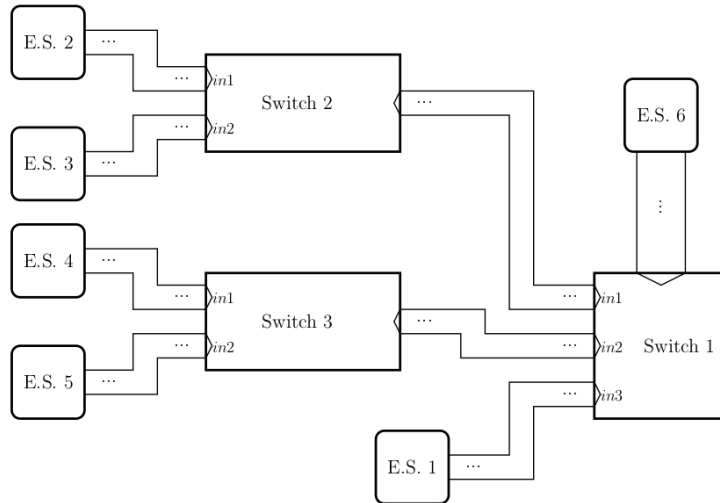 E.S. 2
...
...
in1
Switch 2
...
E.S. 6
E.S. 3
...
...
in2
...
E.S. 4
...
...
in1
Switch 3
...
...
in1
E.S. 5
...
...
in2
...
in2
Switch 1
...
in3
E.S. 1
...